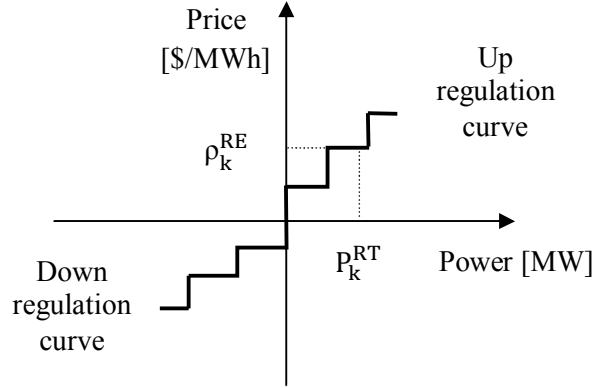 Price
[$/MWh]
Up
regulation
curve
ρ_k^RE
P_k^RT
Power [MW]
Down
regulation
curve